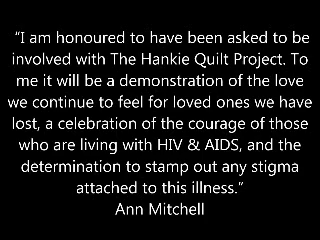 "I am honoured to have been asked to be
involved with The Hankie Quilt Project. To
me it will be a demonstration of the love
we continue to feel for loved ones we have
lost, a celebration of the courage of those
who are living with HIV & AIDS, and the
determination to stamp out any stigma
attached to this illness."
Ann Mitchell